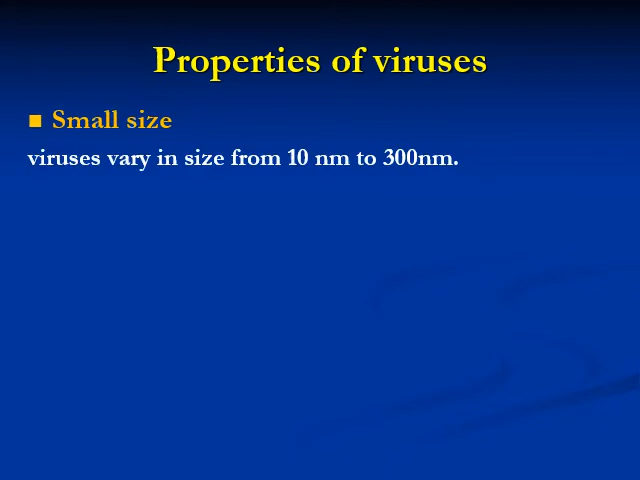 Properties of viruses
Small size
viruses vary in size from 10 nm to 300nm.